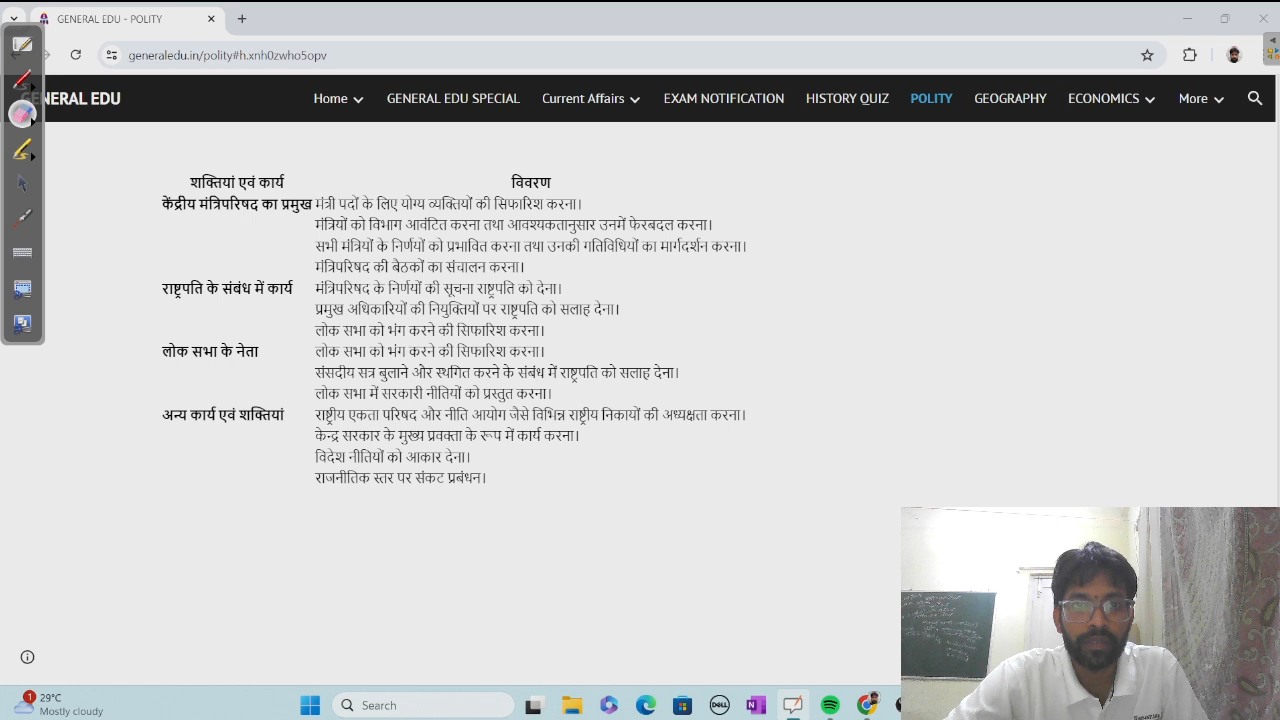 GENERAL EDU - POLITY
generaledu.in/polity#h.xnh0zwho5opv
GENERAL EDU
Home GENERAL EDU SPECIAL Current Affairs EXAM NOTIFICATION HISTORY QUIZ POLITY GEOGRAPHY ECONOMICS More
शक्तियां एवं कार्य विवरण
केंद्रीय मंत्रिपरिषद का प्रमुख मंत्री पदों के लिए योग्य व्यक्तियों की सिफारिश करना।
मंत्रियों को विभाग आवंटित करना तथा आवश्यकतानुसार उनमें फेरबदल करना।
सभी मंत्रियों के निर्णयों को प्रभावित करना तथा उनकी गतिविधियों का मार्गदर्शन करना।
मंत्रिपरिषद की बैठकों का संचालन करना।
राष्ट्रपति के संबंध में कार्य मंत्रिपरिषद के निर्णयों की सूचना राष्ट्रपति को देना।
प्रमुख अधिकारियों की नियुक्तियों पर राष्ट्रपति को सलाह देना।
लोक सभा को भंग करने की सिफारिश करना।
लोक सभा के नेता लोक सभा को भंग करने की सिफारिश करना।
संसदीय सत्र बुलाने और स्थगित करने के संबंध में राष्ट्रपति को सलाह देना।
लोक सभा में सरकारी नीतियों को प्रस्तुत करना।
अन्य कार्य एवं शक्तियां राष्ट्रीय एकता परिषद और नीति आयोग जैसे विभिन्न राष्ट्रीय निकायों की अध्यक्षता करना।
केन्द्र सरकार के मुख्य प्रवक्ता के रूप में कार्य करना।
विदेश नीतियों को आकार देना।
राजनीतिक स्तर पर संकट प्रबंधन।
1
29°C
Mostly cloudy
Search
DELL